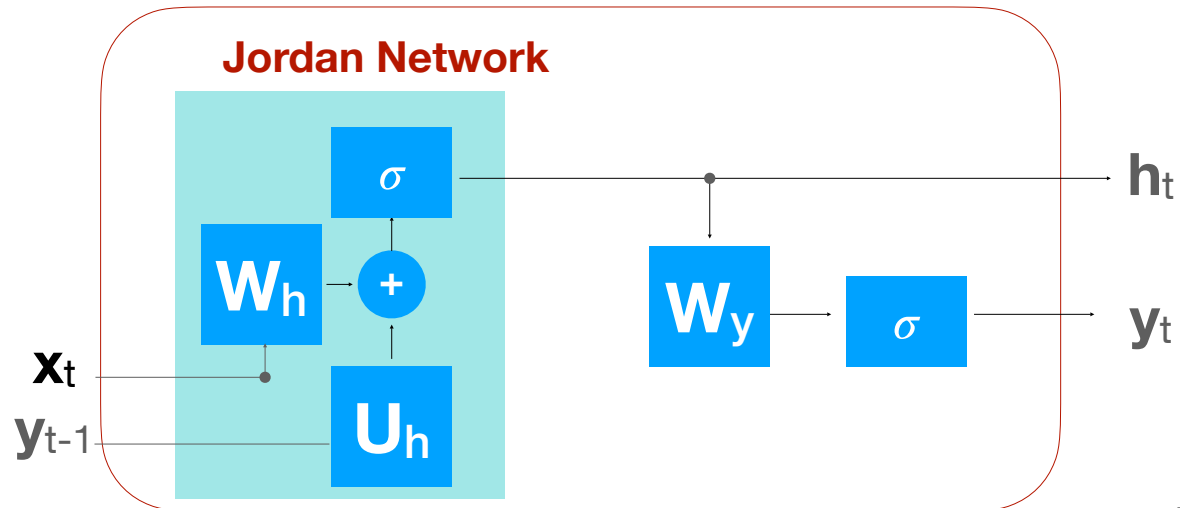 Jordan Network
σ
h_t
W_h
+
W_y
σ
y_t
x_t
U_h
y_t-1